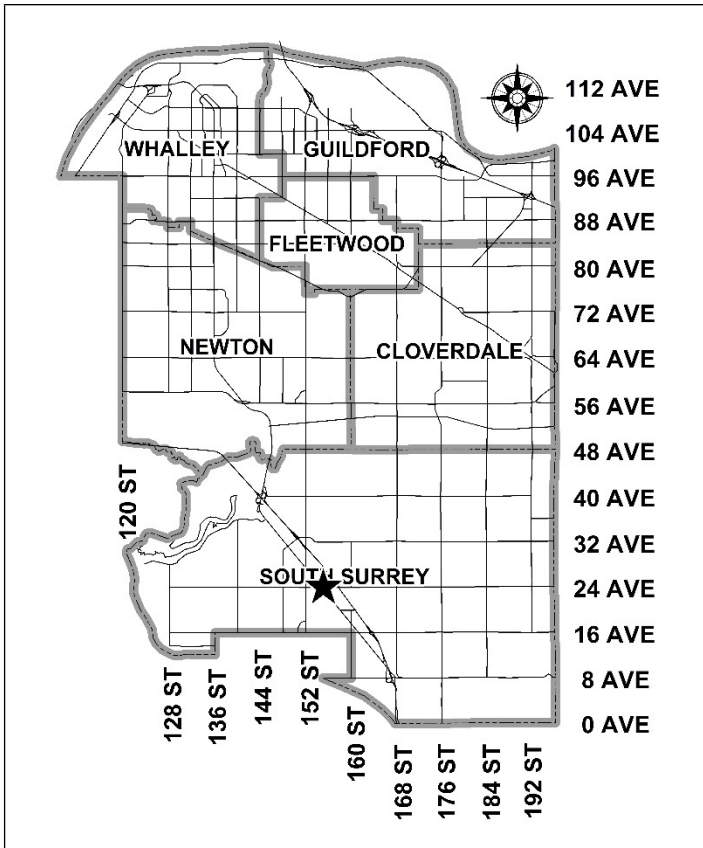 112 AVE
104 AVE
WHALLEY
GUILDFORD
96 AVE
88 AVE
FLEETWOOD
80 AVE
72 AVE
NEWTON
CLOVERDALE
64 AVE
56 AVE
48 AVE
120 ST
40 AVE
32 AVE
SOUTH SURREY
24 AVE
16 AVE
128 ST
136 ST
144 ST
152 ST
8 AVE
160 ST
0 AVE
168 ST
176 ST
184 ST
192 ST